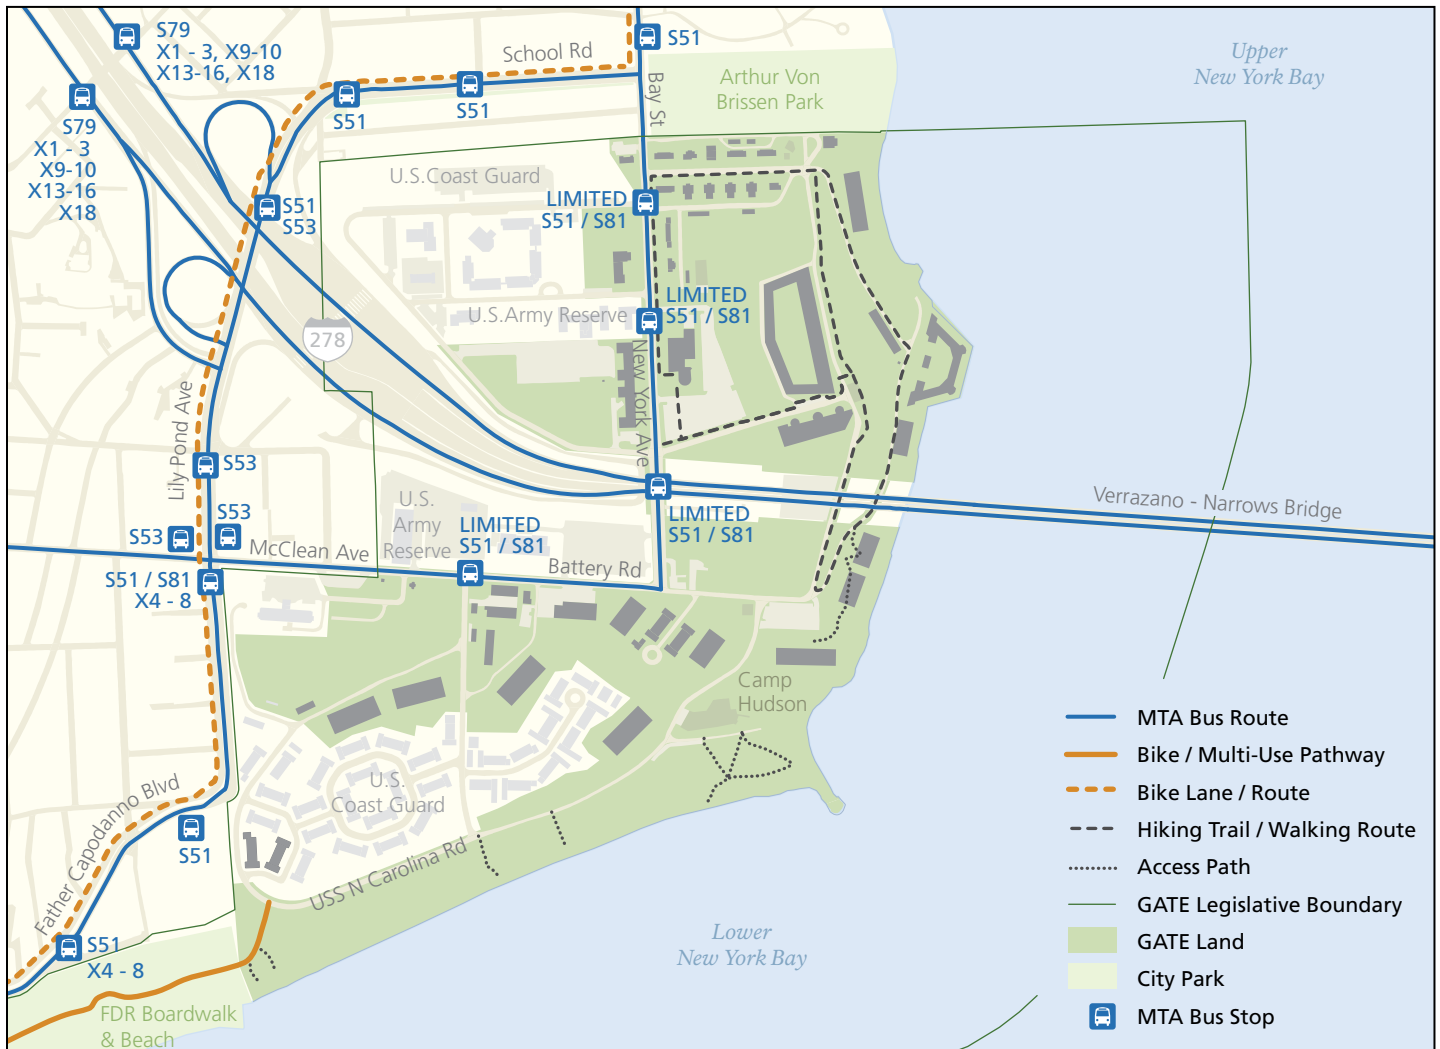 S79
X1 - 3, X9-10
X13-16, X18
S51
School Rd
Arthur Von
Brissen Park
Upper
New York Bay
S79
X1 - 3
X9-10
X13-16
X18
S51
S51
Bay St
U.S.Coast Guard
LIMITED
S51 / S81
S51
S53
LIMITED
S51 / S81
U.S.Army Reserve
278
New York Ave
Lily Pond Ave
S53
U.S.
Army
Reserve
Verrazano - Narrows Bridge
S53
S53
McClean Ave
LIMITED
S51 / S81
LIMITED
S51 / S81
Battery Rd
S51 / S81
X4 - 8
Camp
Hudson
U.S.
Coast Guard
Father Capodanno Blvd
S51
USS N Carolina Rd
S51
X4 - 8
Lower
New York Bay
FDR Boardwalk
& Beach
MTA Bus Route
Bike / Multi-Use Pathway
Bike Lane / Route
Hiking Trail / Walking Route
Access Path
GATE Legislative Boundary
GATE Land
City Park
MTA Bus Stop